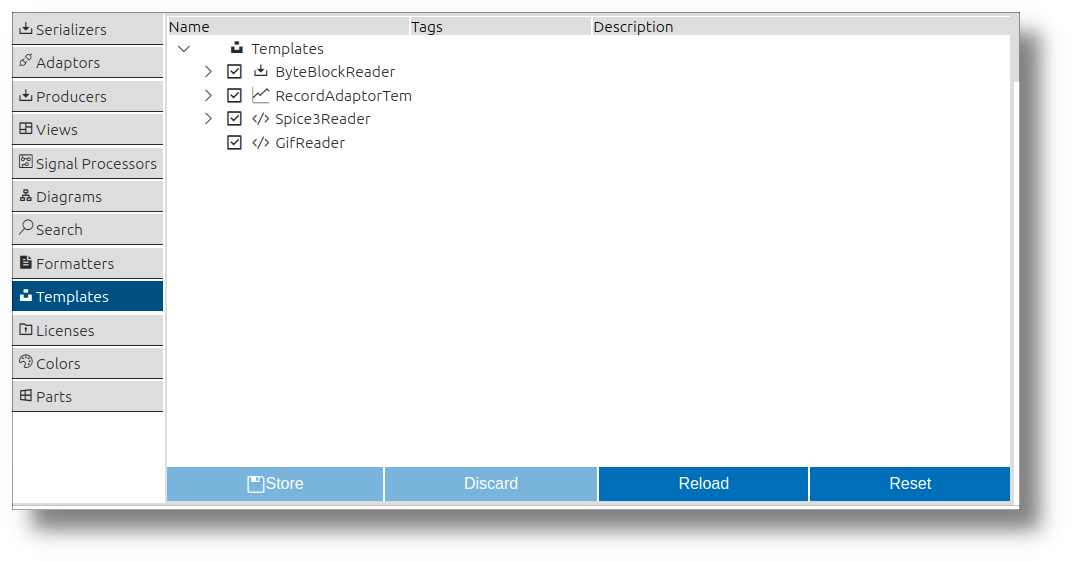 Serializers
Adaptors
Producers
Views
Signal Processors
Diagrams
Search
Formatters
Templates
Licenses
Colors
Parts
Name Tags Description
Templates
ByteBlockReader
RecordAdaptorTem
Spice3Reader
GifReader
Store Discard Reload Reset